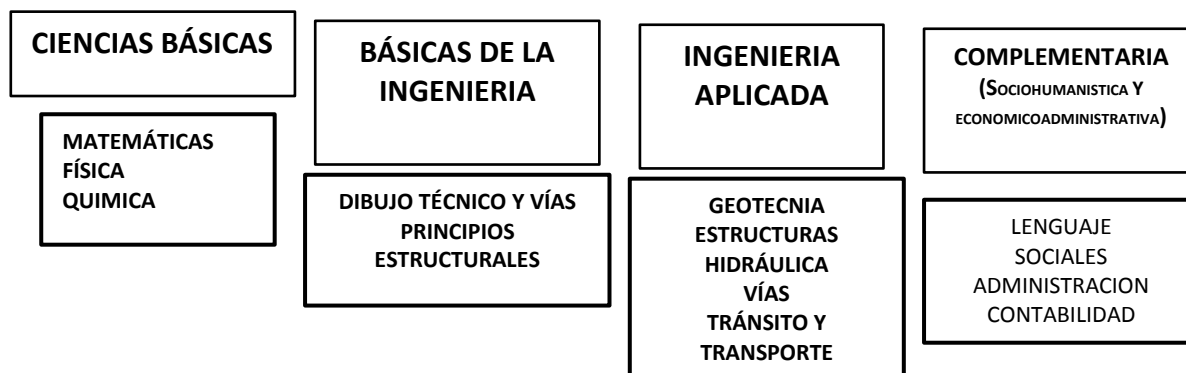 CIENCIAS BÁSICAS
MATEMÁTICAS
FÍSICA
QUIMICA
BÁSICAS DE LA
INGENIERIA
DIBUJO TÉCNICO Y VÍAS
PRINCIPIOS
ESTRUCTURALES
INGENIERIA
APLICADA
GEOTECNIA
ESTRUCTURAS
HIDRÁULICA
VÍAS
TRÁNSITO Y
TRANSPORTE
COMPLEMENTARIA
(SOCIOHUMANISTICA Y
ECONOMICOADMINISTRATIVA)
LENGUAJE
SOCIALES
ADMINISTRACION
CONTABILIDAD